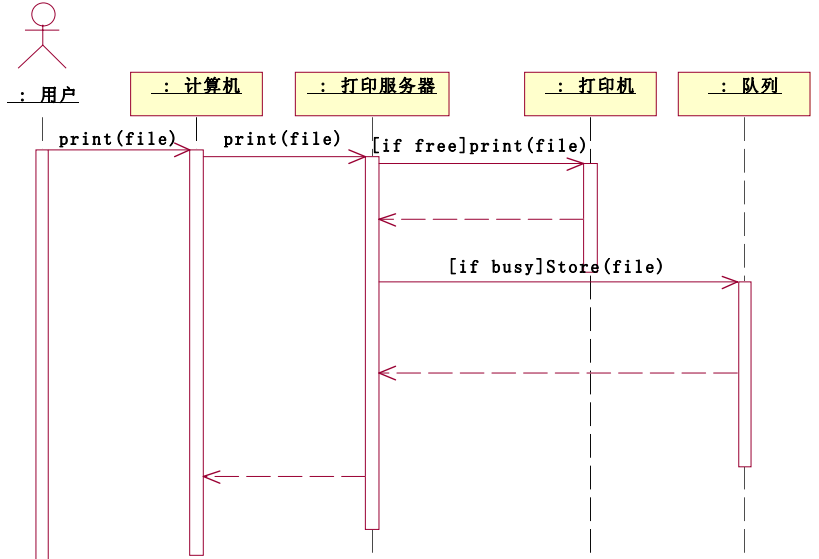 : 用户
: 计算机
: 打印服务器
: 打印机
: 队列
print(file)
print(file)
[if free]print(file)
[if busy]Store(file)